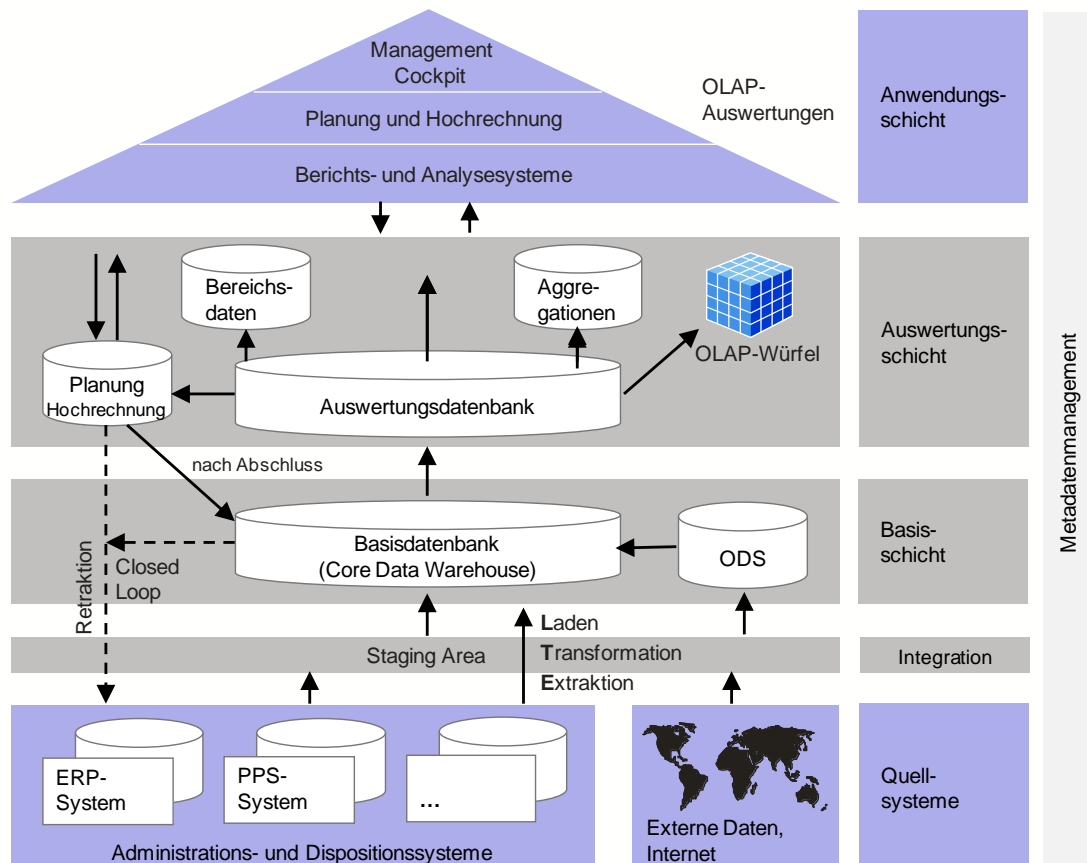 Management
Cockpit
OLAP-
Auswertungen
Anwendungs-
schicht
Planung und Hochrechnung
Berichts- und Analysesysteme
Bereichs-
daten
Aggre-
gationen
OLAP-Würfel
Auswertungs-
schicht
Planung
Hochrechnung
Auswertungsdatenbank
nach Abschluss
Basisdatenbank
(Core Data Warehouse)
ODS
Basis-
schicht
Retraktion
Closed
Loop
Laden
Transformation
Extraktion
Staging Area
Integration
ERP-
System
PPS-
System
...
Administrations- und Dispositionssysteme
Externe Daten,
Internet
Quell-
systeme
Metadatenmanagement